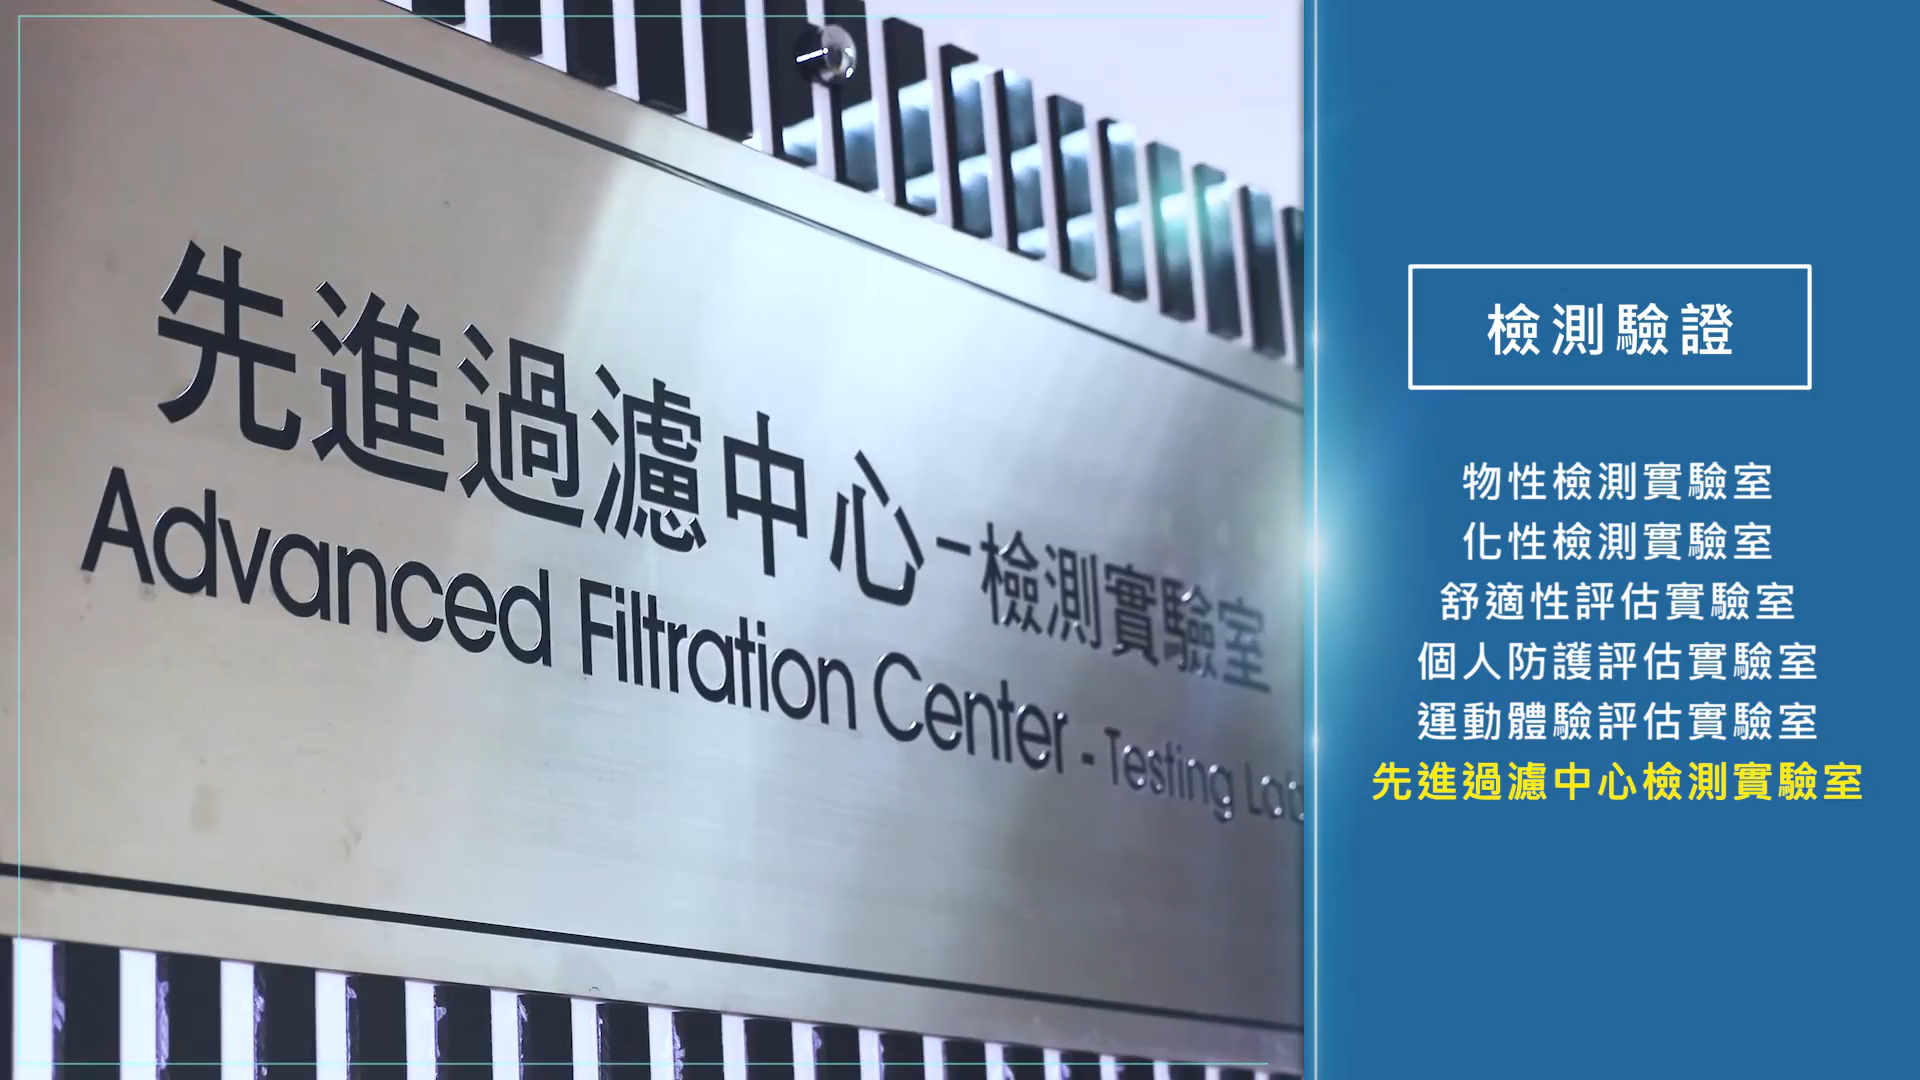 先進過濾中心-檢測實驗室
Advanced Filtration Center - Testing Lab
檢測驗證
物性檢測實驗室
化性檢測實驗室
舒適性評估實驗室
個人防護評估實驗室
運動體驗評估實驗室
先進過濾中心檢測實驗室